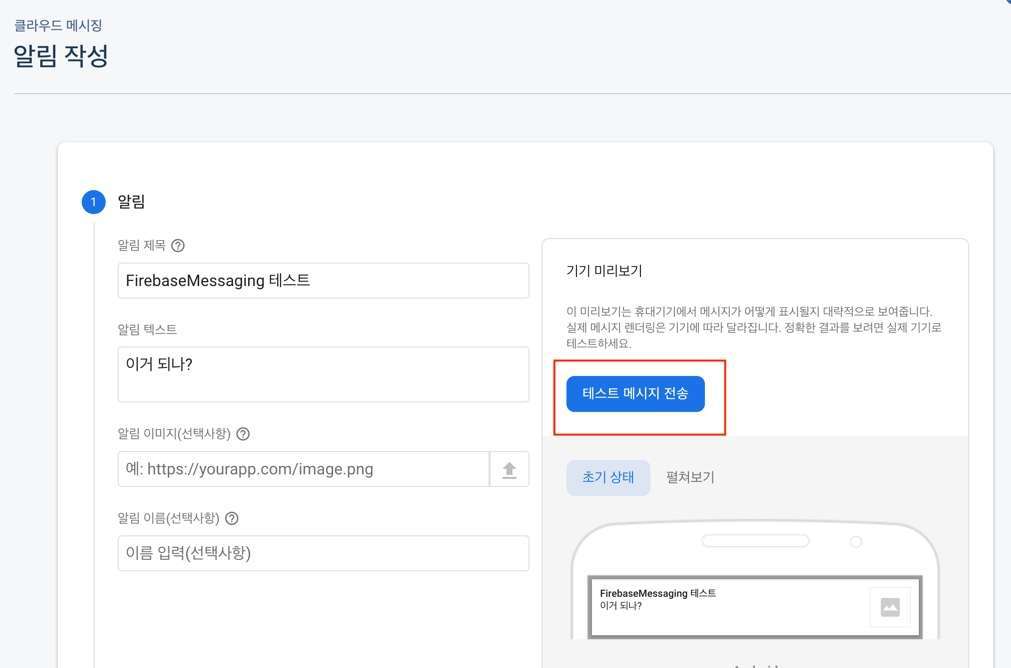 클라우드 메시징
알림 작성
1 알림
알림 제목 ?
FirebaseMessaging 테스트
알림 텍스트
이거 되나?
알림 이미지(선택사항) ?
예: https://yourapp.com/image.png
알림 이름(선택사항) ?
이름 입력(선택사항)
기기 미리보기
이 미리보기는 휴대기기에서 메시지가 어떻게 표시될지 대략적으로 보여줍니다.
실제 메시지 렌더링은 기기에 따라 달라집니다. 정확한 결과를 보려면 실제 기기로
테스트하세요.
테스트 메시지 전송
초기 상태 펼쳐보기
FirebaseMessaging 테스트
이거 되나?